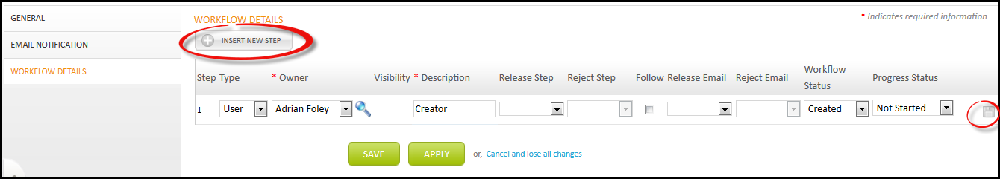 GENERAL
EMAIL NOTIFICATION
WORKFLOW DETAILS
WORKFLOW DETAILS
* Indicates required information
INSERT NEW STEP
Step Type * Owner Visibility * Description Release Step Reject Step Follow Release Email Reject Email Workflow Status Progress Status
1 User Adrian Foley Creator Created Not Started
SAVE APPLY or, Cancel and lose all changes